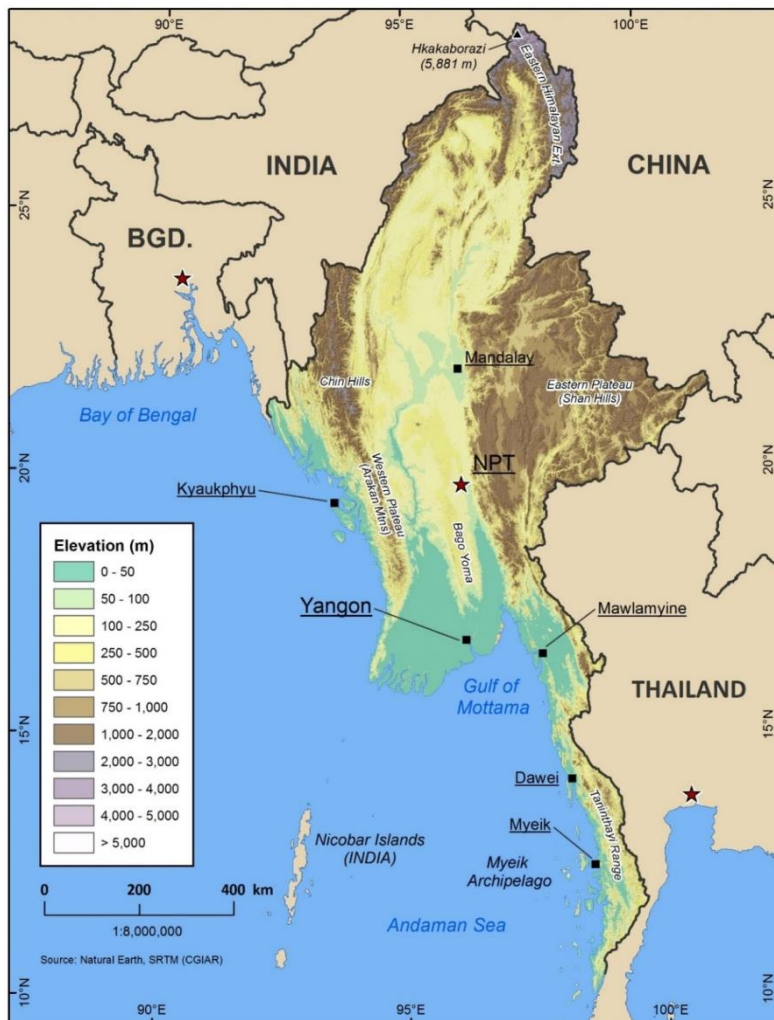 90°E
95°E
100°E
Hkakaborazi
(5,881 m)
Eastern Himalayan Ext.
INDIA
CHINA
25°N
25°N
BGD.
Mandalay
Chin Hills
Eastern Plateau
(Shan Hills)
Bay of Bengal
20°N
20°N
NPT
Western Plateau
(Arakan Mtns)
Kyaukphyu
Bago Yoma
Elevation (m)
0 - 50
50 - 100
100 - 250
250 - 500
500 - 750
750 - 1,000
1,000 - 2,000
2,000 - 3,000
3,000 - 4,000
4,000 - 5,000
> 5,000
Yangon
Mawlamyine
Gulf of
Mottama
THAILAND
15°N
15°N
Dawei
Taninthayi Range
Myeik
Nicobar Islands
(INDIA)
Myeik
Archipelago
0 200 400 km
1:8,000,000
Andaman Sea
Source: Natural Earth, SRTM (CGIAR)
10°N
10°N
90°E
95°E
100°E